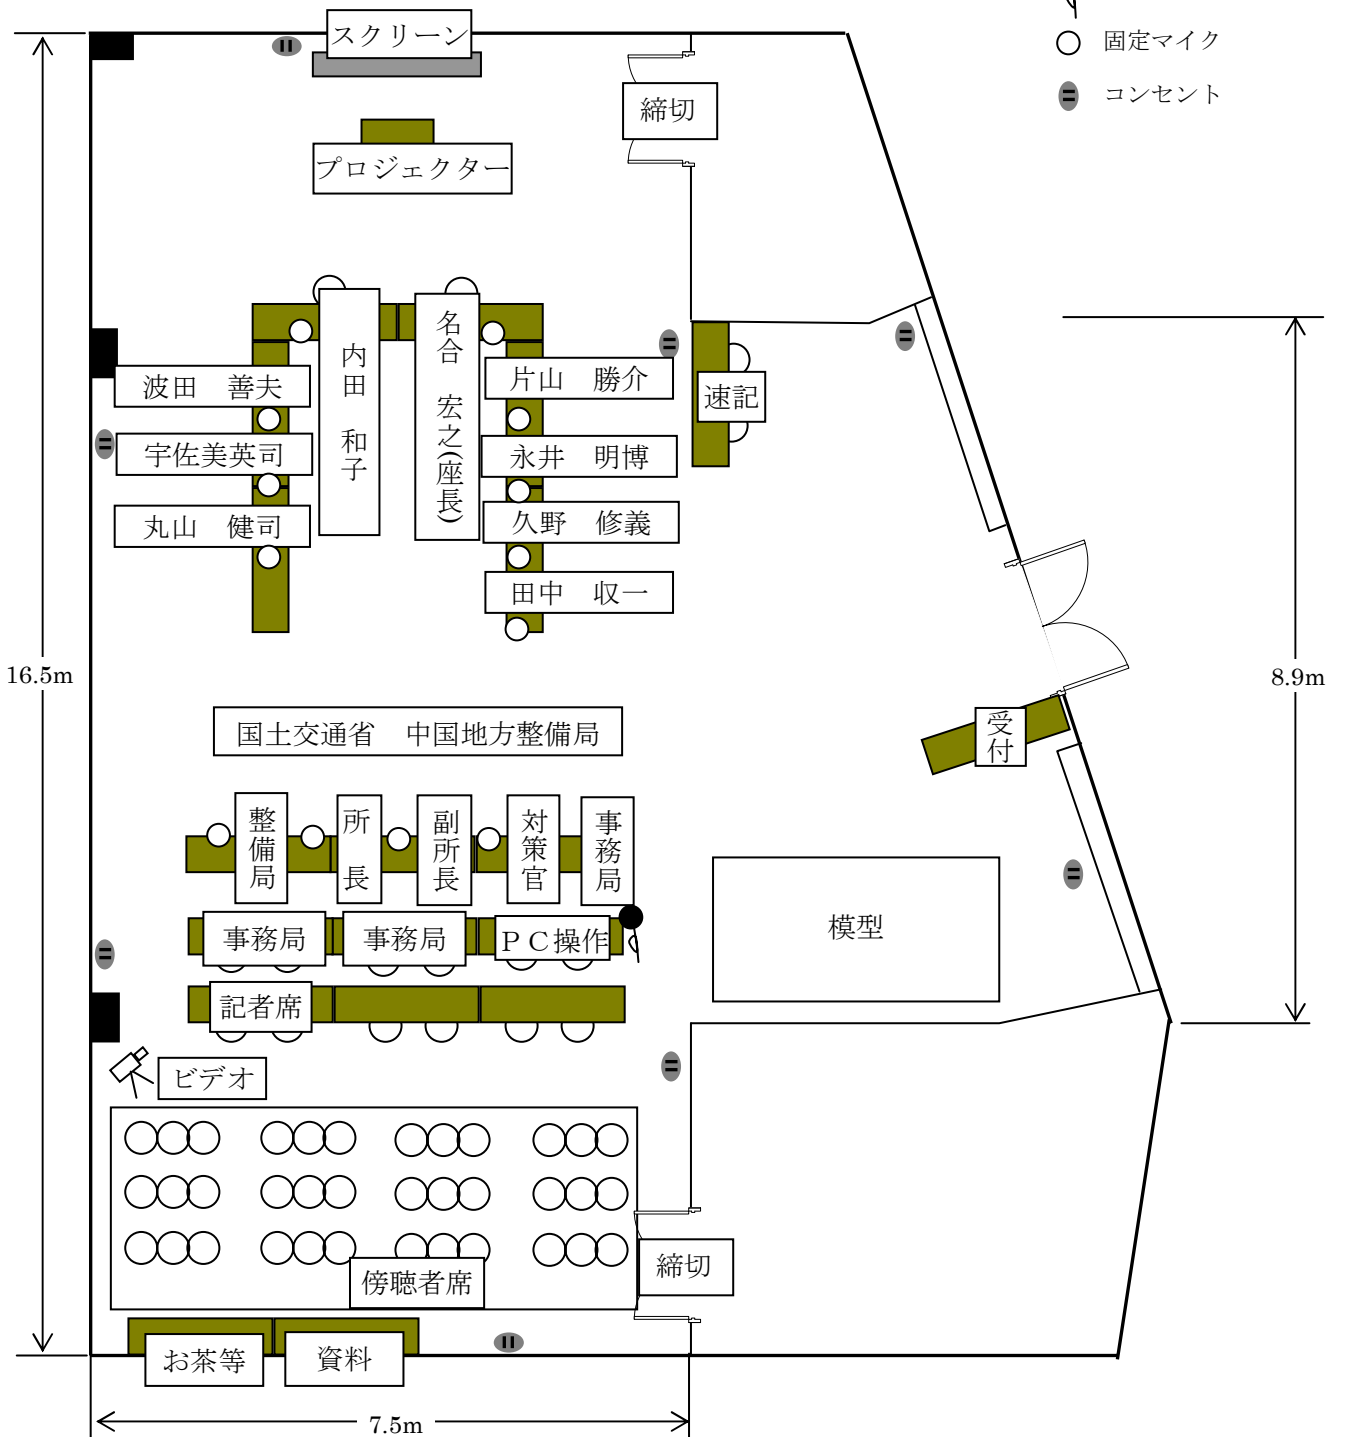 スクリーン
固定マイク
コンセント
締切
プロジェクター
内田　和子
名合　宏之(座長)
波田　善夫
片山　勝介
速記
宇佐美英司
永井　明博
丸山　健司
久野　修義
田中　収一
16.5m
8.9m
国土交通省　中国地方整備局
受付
整備局
所　長
副所長
対策官
事務局
事務局
事務局
ＰＣ操作
模型
記者席
ビデオ
傍聴者席
締切
お茶等
資料
7.5m